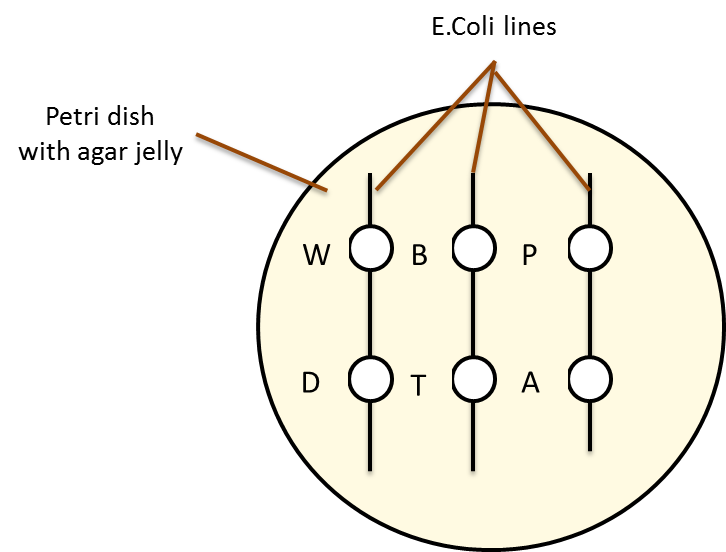 E.Coli lines
Petri dish
with agar jelly
W B P
D T A